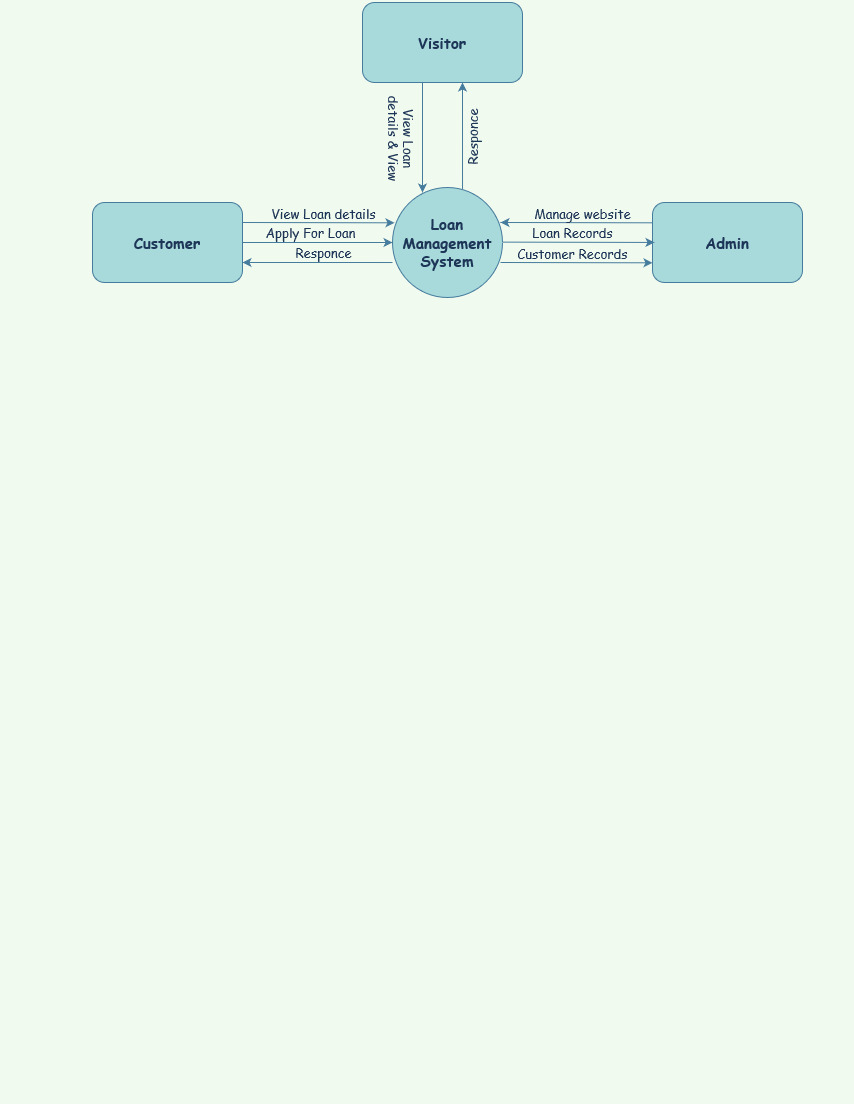 Visitor
View Loan
details & View
Responce
View Loan details
Apply For Loan
Responce
Customer
Loan
Management
System
Manage website
Loan Records
Customer Records
Admin